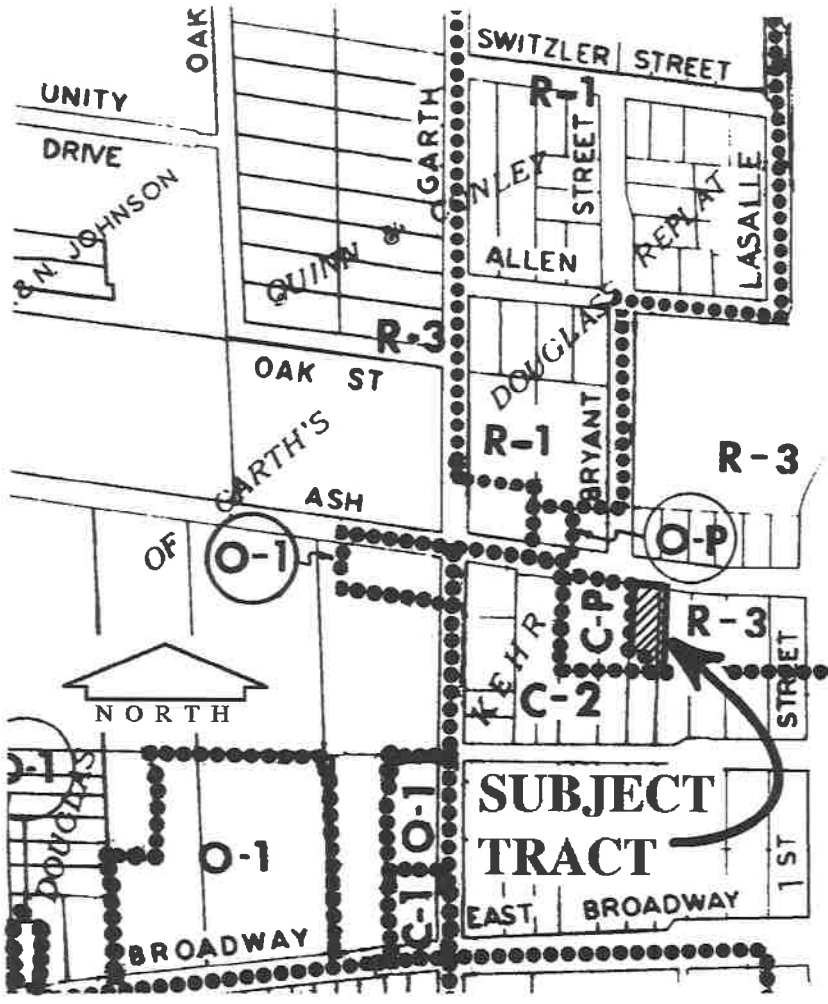 OAK
SWITZLER STREET
UNITY
DRIVE
R-1
GARTH
STREET
QUINN & CONLEY
REPLAT
LASALLE
&N. JOHNSON
ALLEN
R-3
OAK ST
DOUGLASS
R-1
BRYANT
R-3
GARTH'S
ASH
OF
O-1
O-P
KEHR
C-P
R-3
STREET
C-2
NORTH
O-1
DOUGLAS
O-1
O-1
C-1
SUBJECT
TRACT
1 ST
EAST BROADWAY
BROADWAY